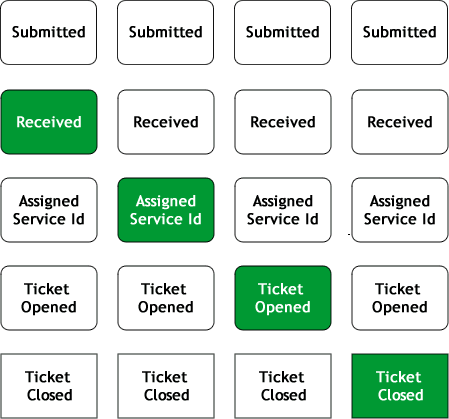 Submitted Submitted Submitted Submitted
Received Received Received Received
Assigned Assigned Assigned Assigned
Service Id Service Id Service Id Service Id
Ticket Ticket Ticket Ticket
Opened Opened Opened Opened
Ticket Ticket Ticket Ticket
Closed Closed Closed Closed